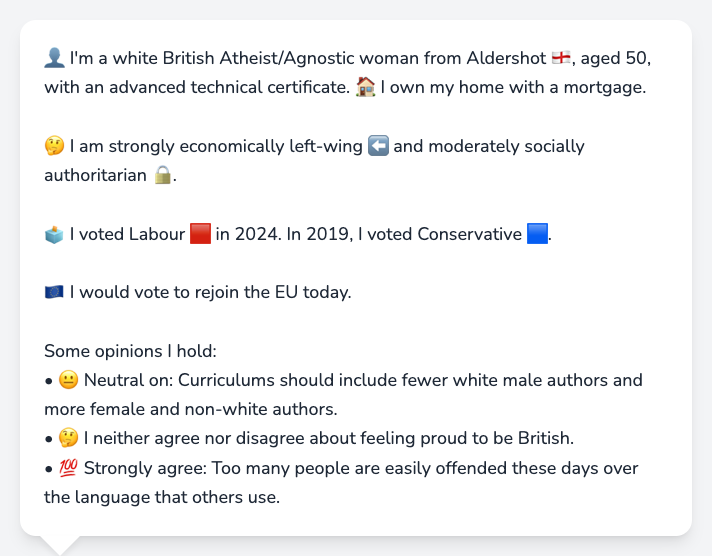 👤 I'm a white British Atheist/Agnostic woman from Aldershot 🏴󠁧󠁢󠁥󠁮󠁧󠁿, aged 50,
with an advanced technical certificate. 🏠 I own my home with a mortgage.
🤔 I am strongly economically left-wing ⬅️ and moderately socially
authoritarian 🔒.
🗳️ I voted Labour 🟥 in 2024. In 2019, I voted Conservative 🟦.
🇪🇺 I would vote to rejoin the EU today.
Some opinions I hold:
• 😐 Neutral on: Curriculums should include fewer white male authors and
more female and non-white authors.
• 🤔 I neither agree nor disagree about feeling proud to be British.
• 💯 Strongly agree: Too many people are easily offended these days over
the language that others use.